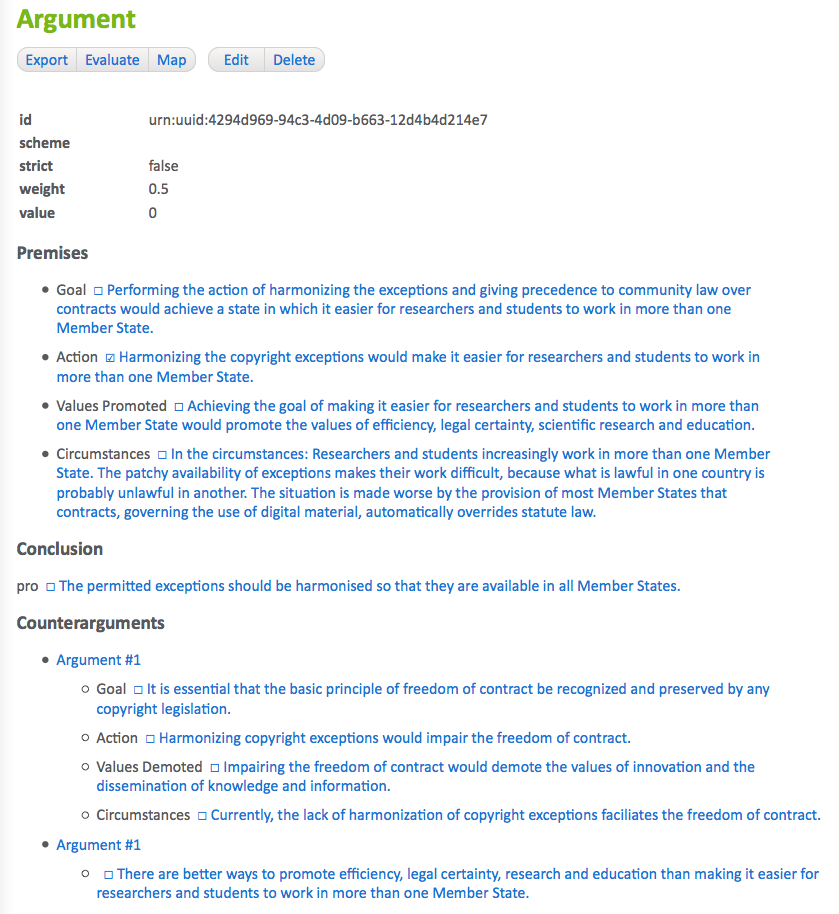 Argument
Export Evaluate Map Edit Delete
id urn:uuid:4294d969-94c3-4d09-b663-12d4b4d214e7
scheme
strict false
weight 0.5
value 0
Premises
• Goal ☐ Performing the action of harmonizing the exceptions and giving precedence to community law over
contracts would achieve a state in which it easier for researchers and students to work in more than one
Member State.
• Action ☑ Harmonizing the copyright exceptions would make it easier for researchers and students to work in
more than one Member State.
• Values Promoted ☐ Achieving the goal of making it easier for researchers and students to work in more than
one Member State would promote the values of efficiency, legal certainty, scientific research and education.
• Circumstances ☐ In the circumstances: Researchers and students increasingly work in more than one Member
State. The patchy availability of exceptions makes their work difficult, because what is lawful in one country is
probably unlawful in another. The situation is made worse by the provision of most Member States that
contracts, governing the use of digital material, automatically overrides statute law.
Conclusion
pro ☐ The permitted exceptions should be harmonised so that they are available in all Member States.
Counterarguments
• Argument #1
○ Goal ☐ It is essential that the basic principle of freedom of contract be recognized and preserved by any
copyright legislation.
○ Action ☐ Harmonizing copyright exceptions would impair the freedom of contract.
○ Values Demoted ☐ Impairing the freedom of contract would demote the values of innovation and the
dissemination of knowledge and information.
○ Circumstances ☐ Currently, the lack of harmonization of copyright exceptions faciliates the freedom of contract.
• Argument #1
○ ☐ There are better ways to promote efficiency, legal certainty, research and education than making it easier for
researchers and students to work in more than one Member State.